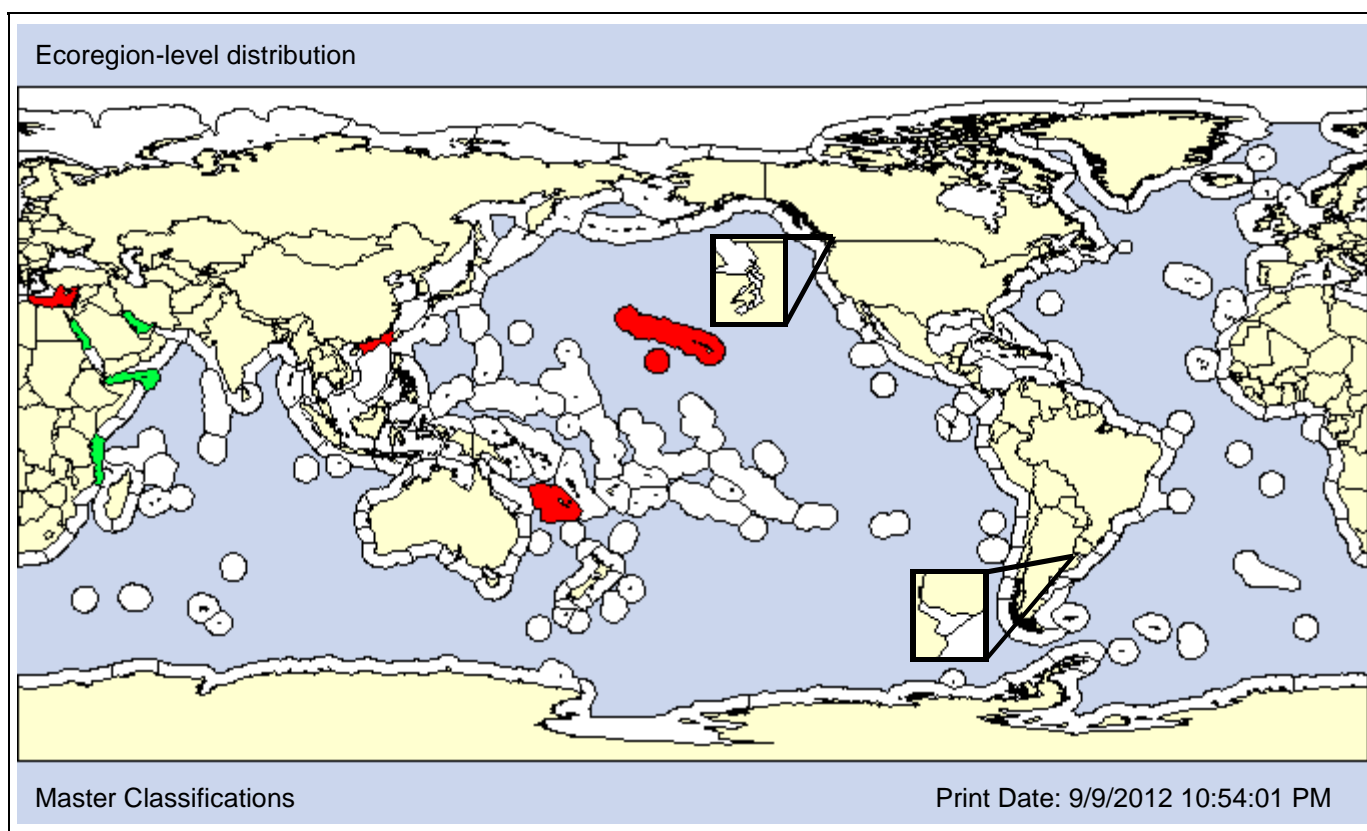 Ecoregion-level distribution
Master Classifications
Print Date: 9/9/2012 10:54:01 PM